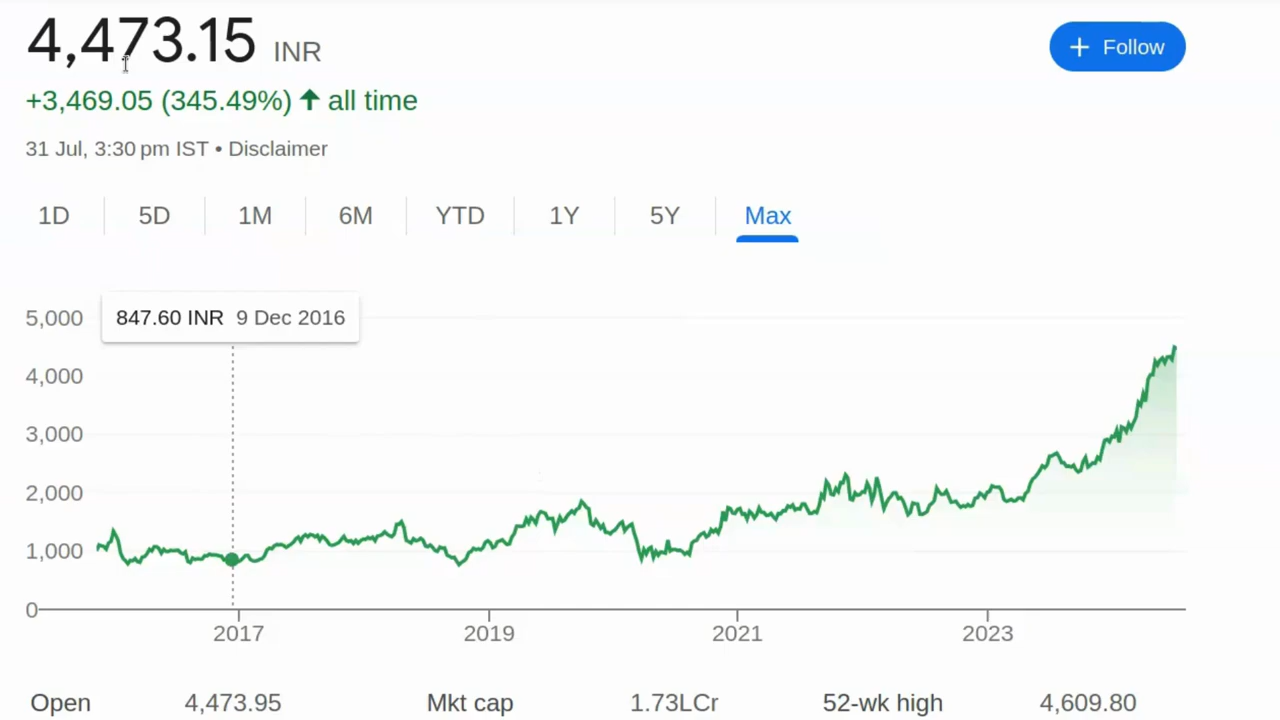 4,473.15 INR
+ Follow
+3,469.05 (345.49%) ↑ all time
31 Jul, 3:30 pm IST • Disclaimer
1D 5D 1M 6M YTD 1Y 5Y Max
847.60 INR 9 Dec 2016
5,000
4,000
3,000
2,000
1,000
0
2017 2019 2021 2023
Open 4,473.95 Mkt cap 1.73LCr 52-wk high 4,609.80